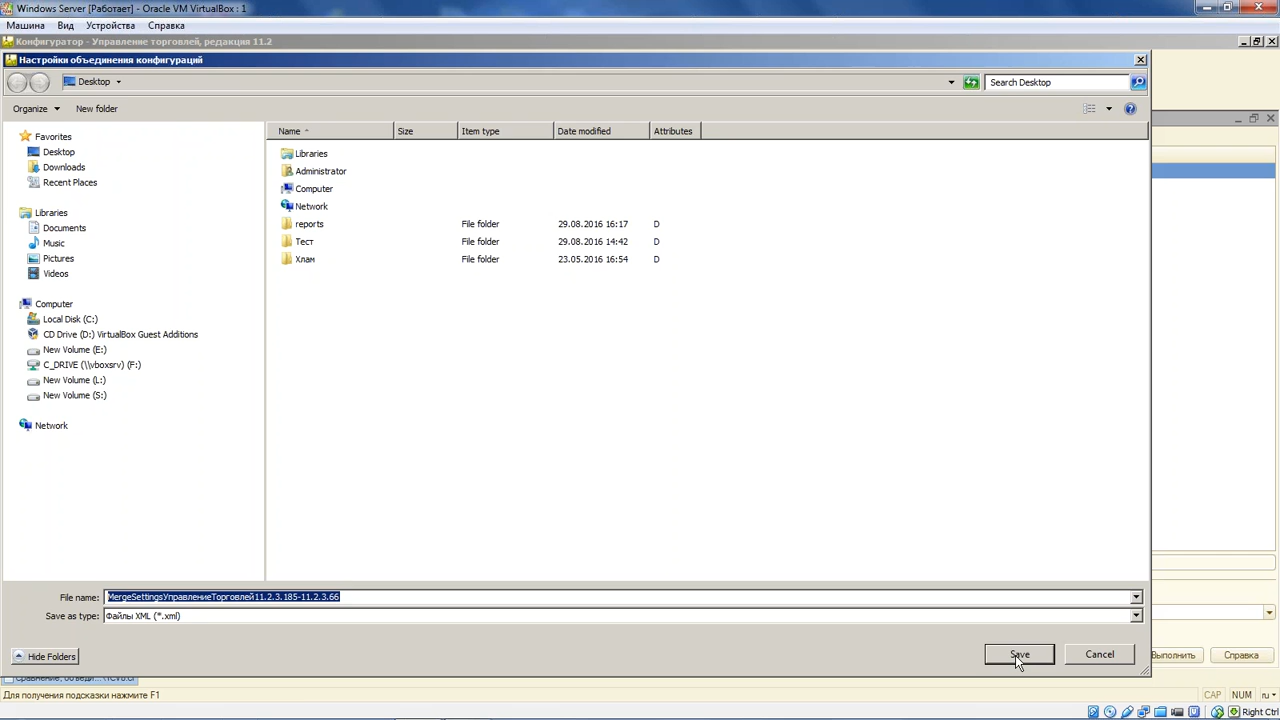 Windows Server [Работает] - Oracle VM VirtualBox : 1
Машина Вид Устройства Справка
Конфигуратор - Управление торговлей, редакция 11.2
Настройки объединения конфигураций
Desktop
Search Desktop
Organize New folder
Favorites
Desktop
Downloads
Recent Places
Libraries
Documents
Music
Pictures
Videos
Computer
Local Disk (C:)
CD Drive (D:) VirtualBox Guest Additions
New Volume (E:)
C_DRIVE (\\vboxsrv) (F:)
New Volume (L:)
New Volume (S:)
Network
Name Size Item type Date modified Attributes
Libraries
Administrator
Computer
Network
reports File folder 29.08.2016 16:17 D
Тест File folder 29.08.2016 14:42 D
Хлам File folder 23.05.2016 16:54 D
File name: MergeSettingsУправлениеТорговлей11.2.3.185-11.2.3.66
Save as type: Файлы XML (*.xml)
Hide Folders
Save Cancel
Выполнить Справка
Сравнение, объеди...
Для получения подсказки нажмите F1
CAP NUM ru
Right Ctrl